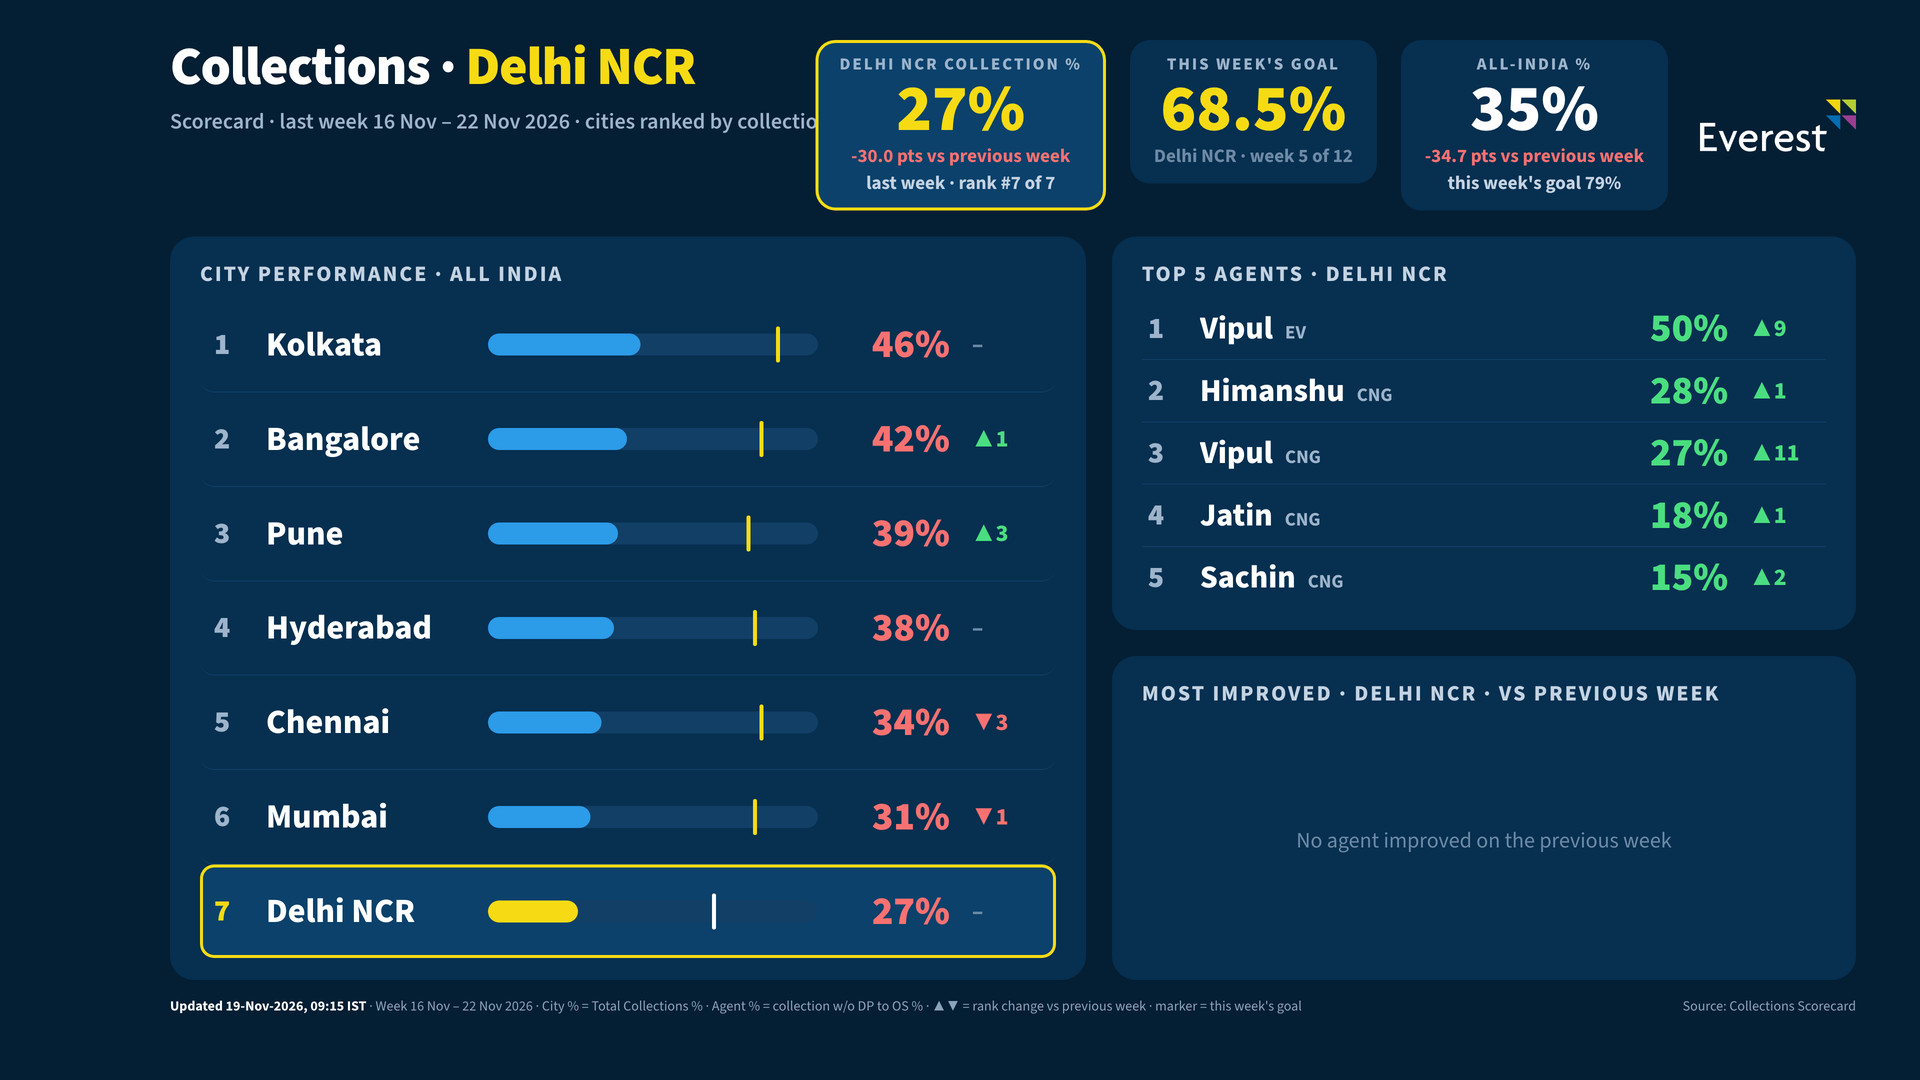 Collections · Delhi NCR
Scorecard · last week 16 Nov – 22 Nov 2026 · cities ranked by collectio
DELHI NCR COLLECTION %
27%
-30.0 pts vs previous week
last week · rank #7 of 7
THIS WEEK'S GOAL
68.5%
Delhi NCR · week 5 of 12
ALL-INDIA %
35%
-34.7 pts vs previous week
this week's goal 79%
Everest
CITY PERFORMANCE · ALL INDIA
1 Kolkata 46% –
2 Bangalore 42% ▲1
3 Pune 39% ▲3
4 Hyderabad 38% –
5 Chennai 34% ▼3
6 Mumbai 31% ▼1
7 Delhi NCR 27% –
TOP 5 AGENTS · DELHI NCR
1 Vipul EV 50% ▲9
2 Himanshu CNG 28% ▲1
3 Vipul CNG 27% ▲11
4 Jatin CNG 18% ▲1
5 Sachin CNG 15% ▲2
MOST IMPROVED · DELHI NCR · VS PREVIOUS WEEK
No agent improved on the previous week
Updated 19-Nov-2026, 09:15 IST · Week 16 Nov – 22 Nov 2026 · City % = Total Collections % · Agent % = collection w/o DP to OS % · ▲ ▼ = rank change vs previous week · marker = this week's goal
Source: Collections Scorecard